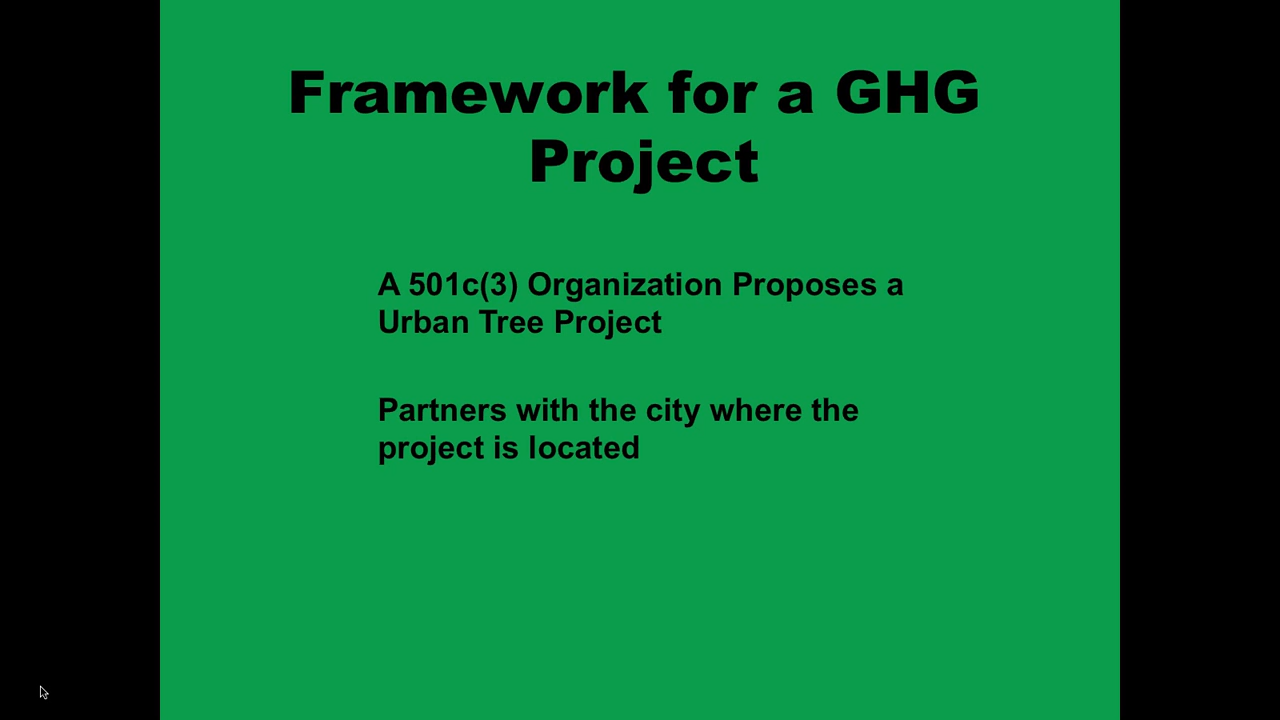 Framework for a GHG
Project
A 501c(3) Organization Proposes a
Urban Tree Project
Partners with the city where the
project is located